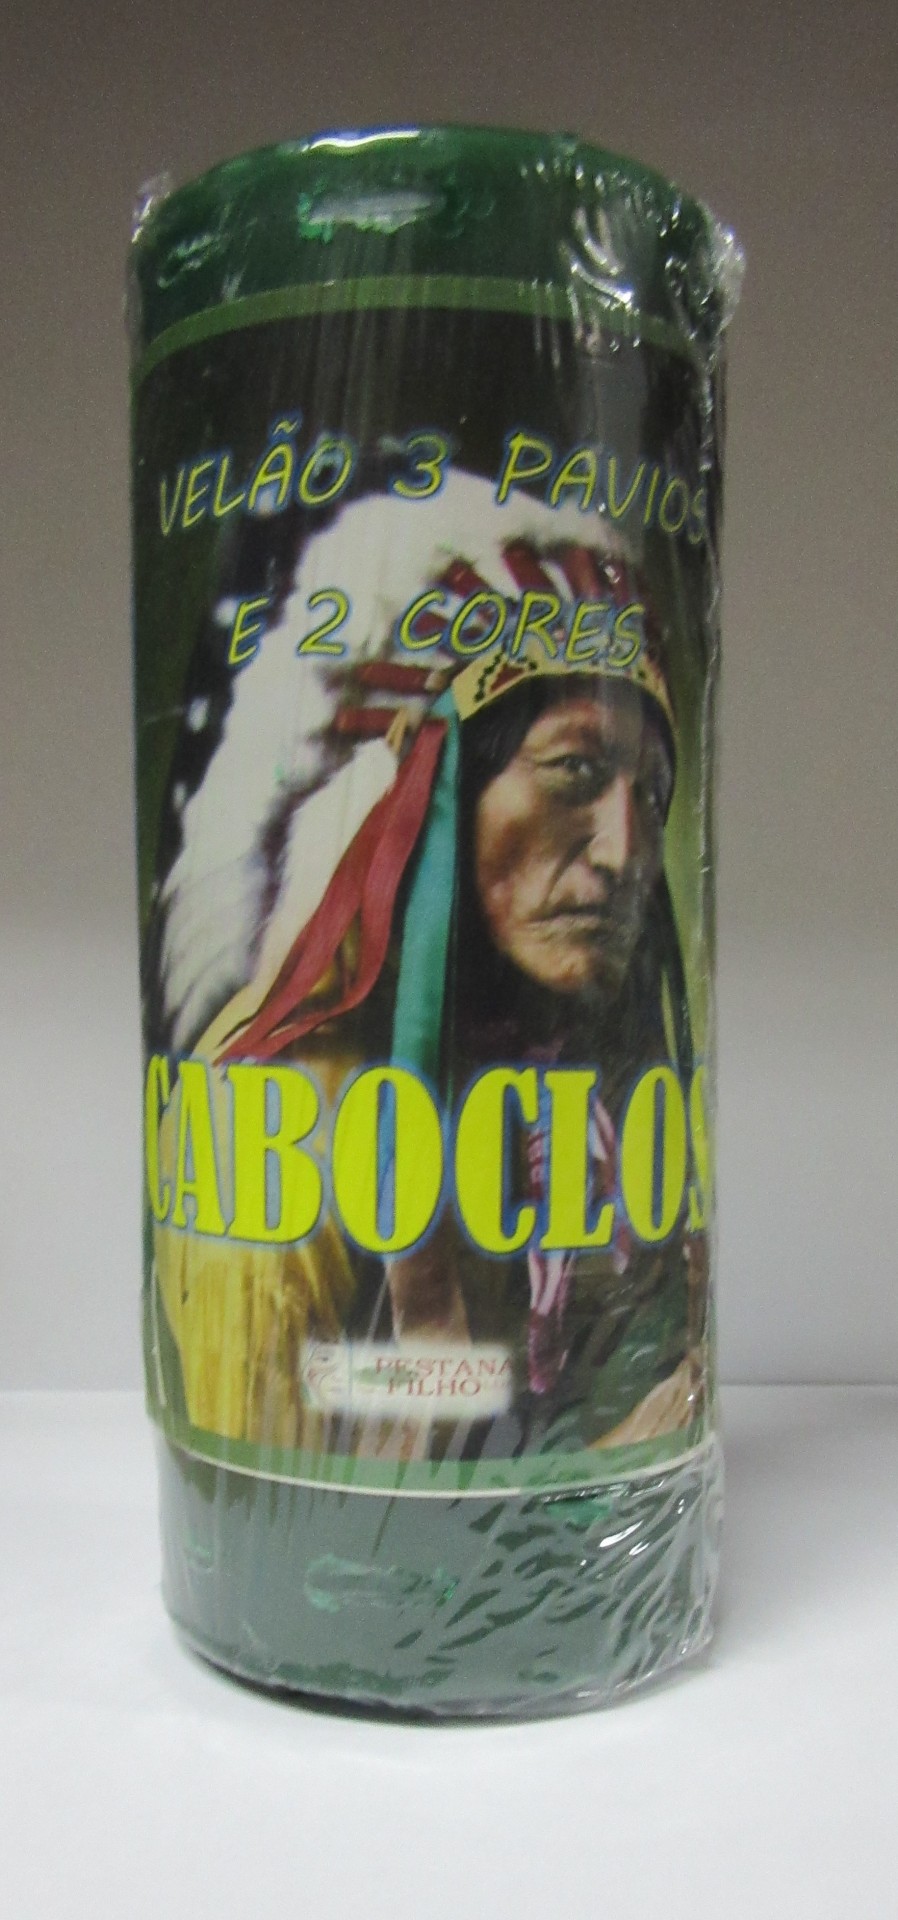 VELÃO 3 PAVIOS
E 2 CORES
CABOCLOS
PESTANA
FILHO